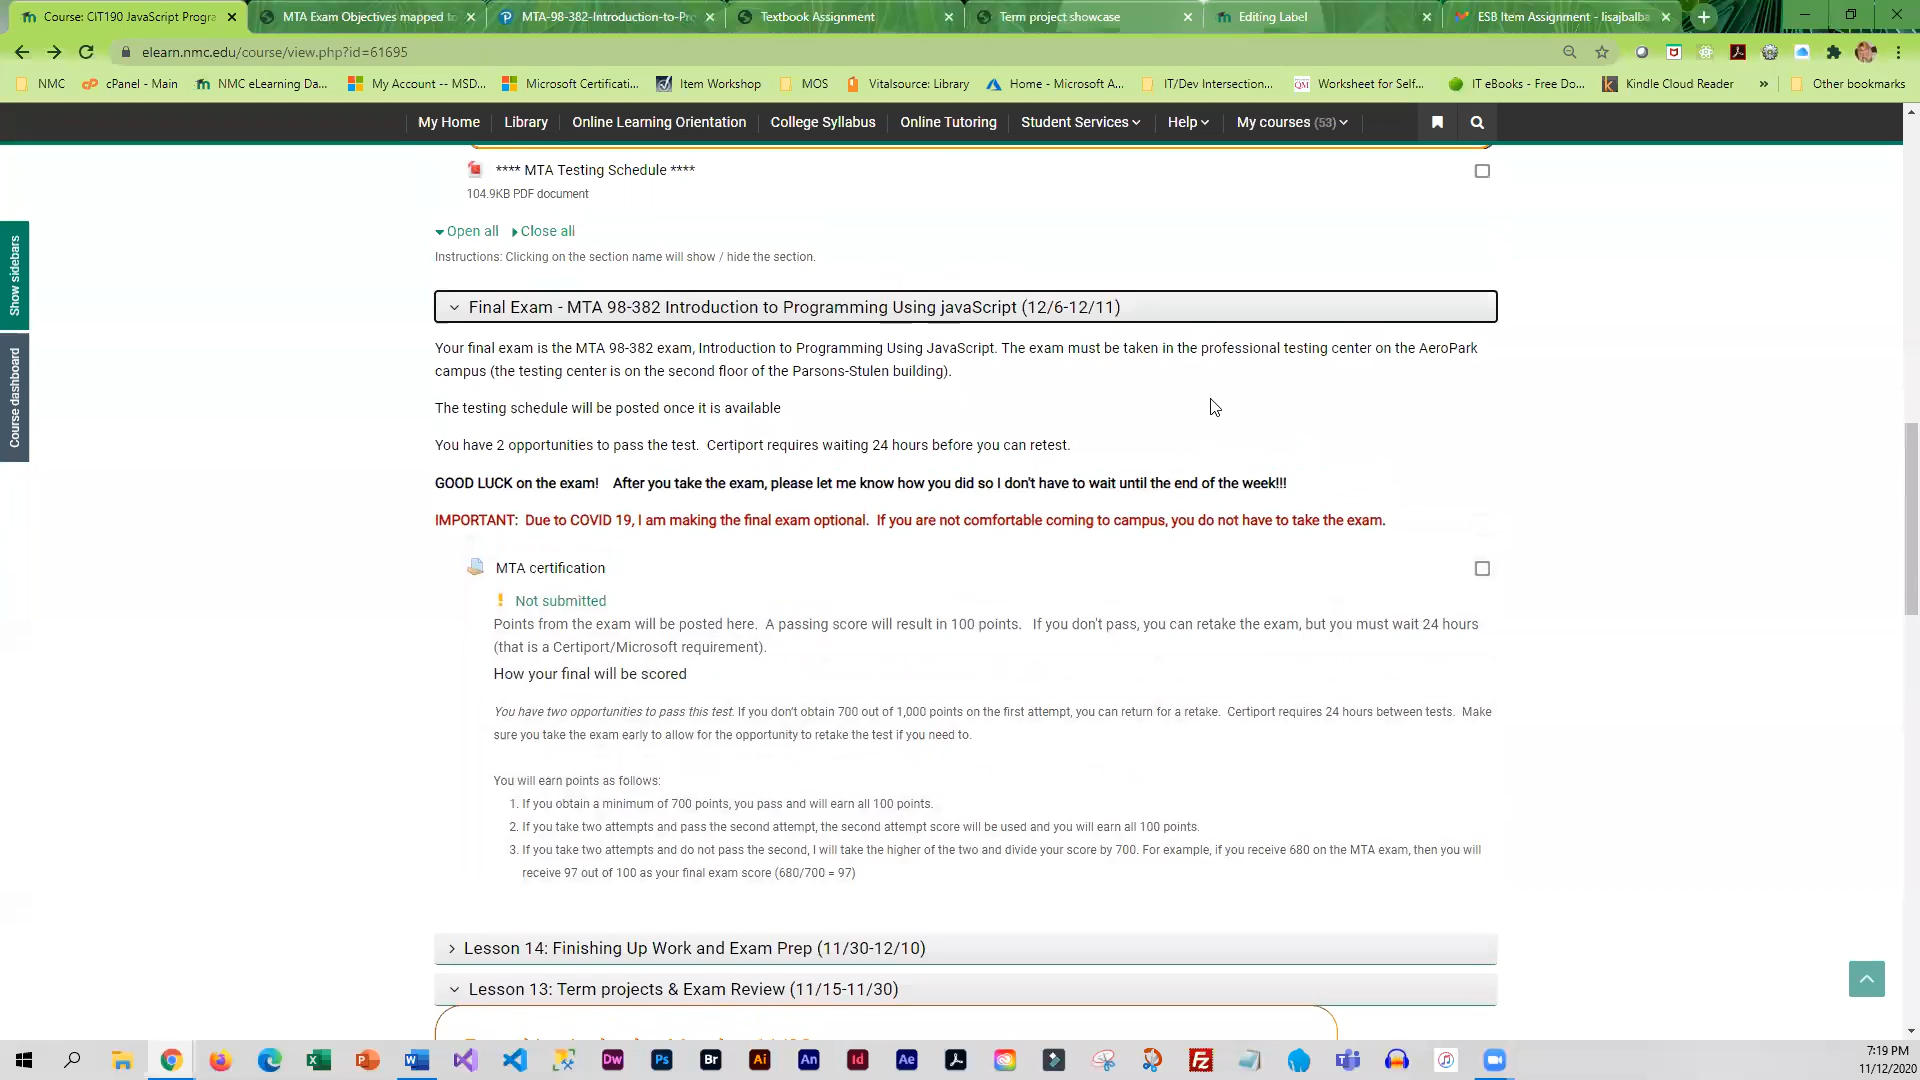 Course: CIT190 JavaScript Progra
MTA Exam Objectives mapped to
MTA-98-382-Introduction-to-Pr
Textbook Assignment
Term project showcase
Editing Label
ESB Item Assignment - lisajbalba
elearn.nmc.edu/course/view.php?id=61695
NMC
cPanel - Main
NMC eLearning Da...
My Account -- MSD...
Microsoft Certificati...
Item Workshop
MOS
Vitalsource: Library
Home - Microsoft A...
IT/Dev Intersection...
QM
Worksheet for Self...
IT eBooks - Free Do...
Kindle Cloud Reader
»
Other bookmarks
My Home
Library
Online Learning Orientation
College Syllabus
Online Tutoring
Student Services
Help
My courses (53)
**** MTA Testing Schedule ****
104.9KB PDF document
Open all
Close all
Instructions: Clicking on the section name will show / hide the section.
Show sidebars
Course dashboard
Final Exam - MTA 98-382 Introduction to Programming Using javaScript (12/6-12/11)
Your final exam is the MTA 98-382 exam, Introduction to Programming Using JavaScript. The exam must be taken in the professional testing center on the AeroPark
campus (the testing center is on the second floor of the Parsons-Stulen building).
The testing schedule will be posted once it is available
You have 2 opportunities to pass the test. Certiport requires waiting 24 hours before you can retest.
GOOD LUCK on the exam! After you take the exam, please let me know how you did so I don't have to wait until the end of the week!!!
IMPORTANT: Due to COVID 19, I am making the final exam optional. If you are not comfortable coming to campus, you do not have to take the exam.
MTA certification
Not submitted
Points from the exam will be posted here. A passing score will result in 100 points. If you don't pass, you can retake the exam, but you must wait 24 hours
(that is a Certiport/Microsoft requirement).
How your final will be scored
You have two opportunities to pass this test. If you don't obtain 700 out of 1,000 points on the first attempt, you can return for a retake. Certiport requires 24 hours between tests. Make
sure you take the exam early to allow for the opportunity to retake the test if you need to.
You will earn points as follows:
1. If you obtain a minimum of 700 points, you pass and will earn all 100 points.
2. If you take two attempts and pass the second attempt, the second attempt score will be used and you will earn all 100 points.
3. If you take two attempts and do not pass the second, I will take the higher of the two and divide your score by 700. For example, if you receive 680 on the MTA exam, then you will
receive 97 out of 100 as your final exam score (680/700 = 97)
Lesson 14: Finishing Up Work and Exam Prep (11/30-12/10)
Lesson 13: Term projects & Exam Review (11/15-11/30)
Dw
Ps
Br
Ai
An
Id
Ae
7:19 PM
11/12/2020